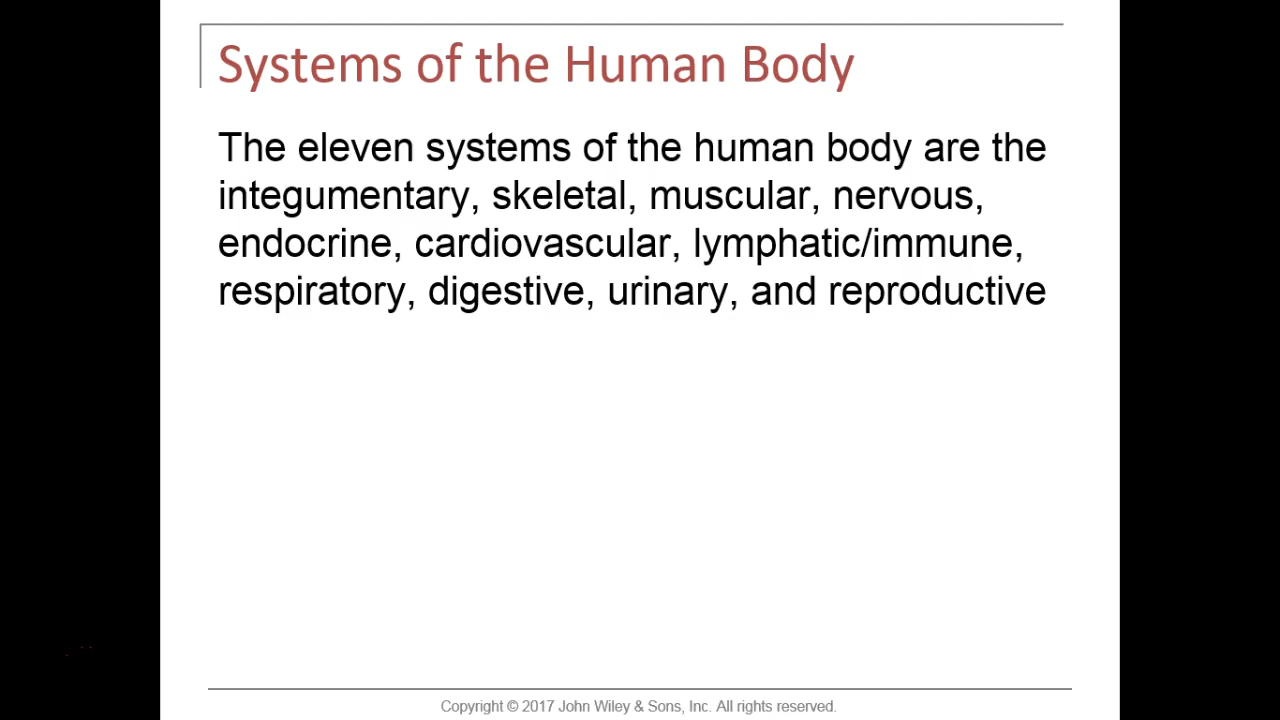 Systems of the Human Body
The eleven systems of the human body are the
integumentary, skeletal, muscular, nervous,
endocrine, cardiovascular, lymphatic/immune,
respiratory, digestive, urinary, and reproductive
Copyright © 2017 John Wiley & Sons, Inc. All rights reserved.